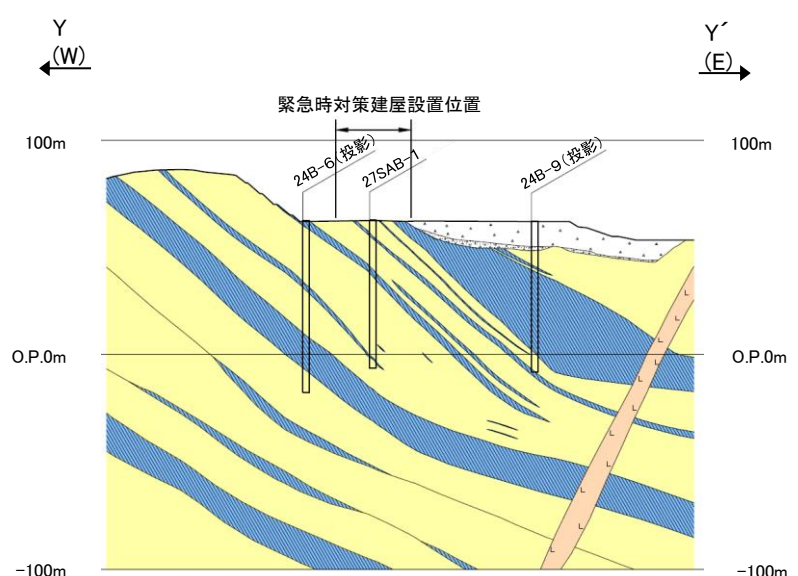 Y
(W)
Y´
(E)
緊急時対策建屋設置位置
100m
100m
24B-6(投影)
27SAB-1
24B-9(投影)
O.P.0m
O.P.0m
-100m
-100m